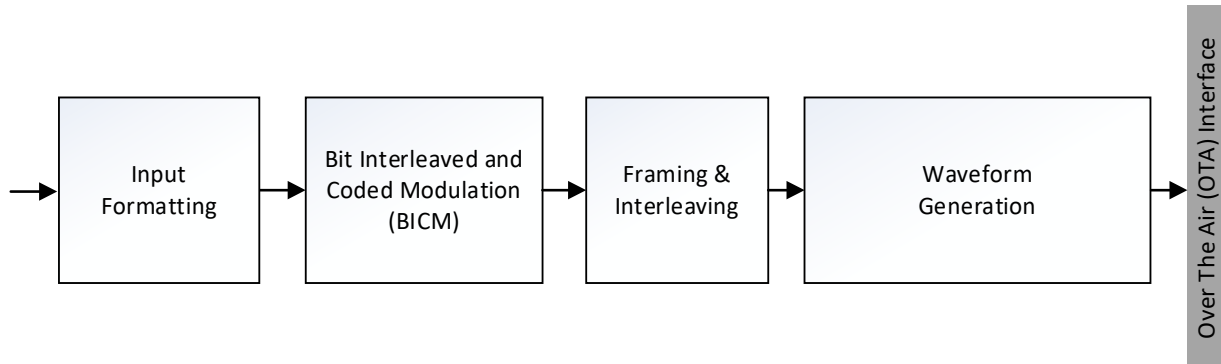 Input
Formatting
Bit Interleaved and
Coded Modulation
(BICM)
Framing &
Interleaving
Waveform
Generation
Over The Air (OTA) Interface